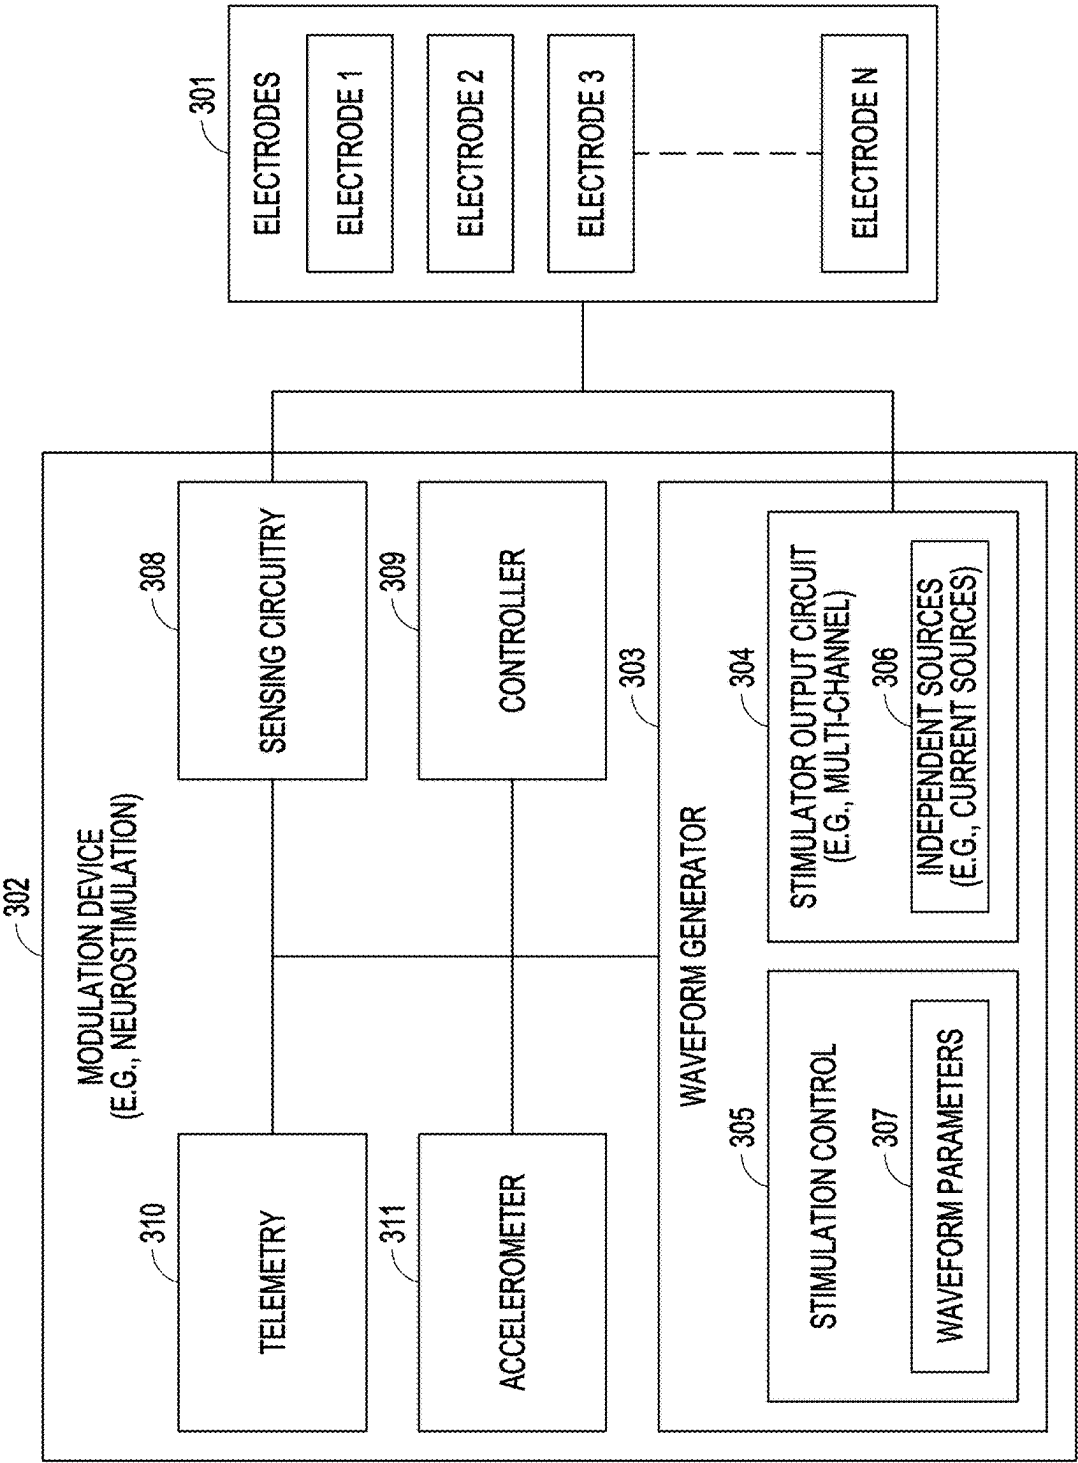 302
MODULATION DEVICE
(E.G., NEUROSTIMULATION)
310
TELEMETRY
308
SENSING CIRCUITRY
311
ACCELEROMETER
309
CONTROLLER
303
WAVEFORM GENERATOR
305
STIMULATION CONTROL
307
WAVEFORM PARAMETERS
304
STIMULATOR OUTPUT CIRCUIT
(E.G., MULTI-CHANNEL)
306
INDEPENDENT SOURCES
(E.G., CURRENT SOURCES)
301
ELECTRODES
ELECTRODE 1
ELECTRODE 2
ELECTRODE 3
ELECTRODE N